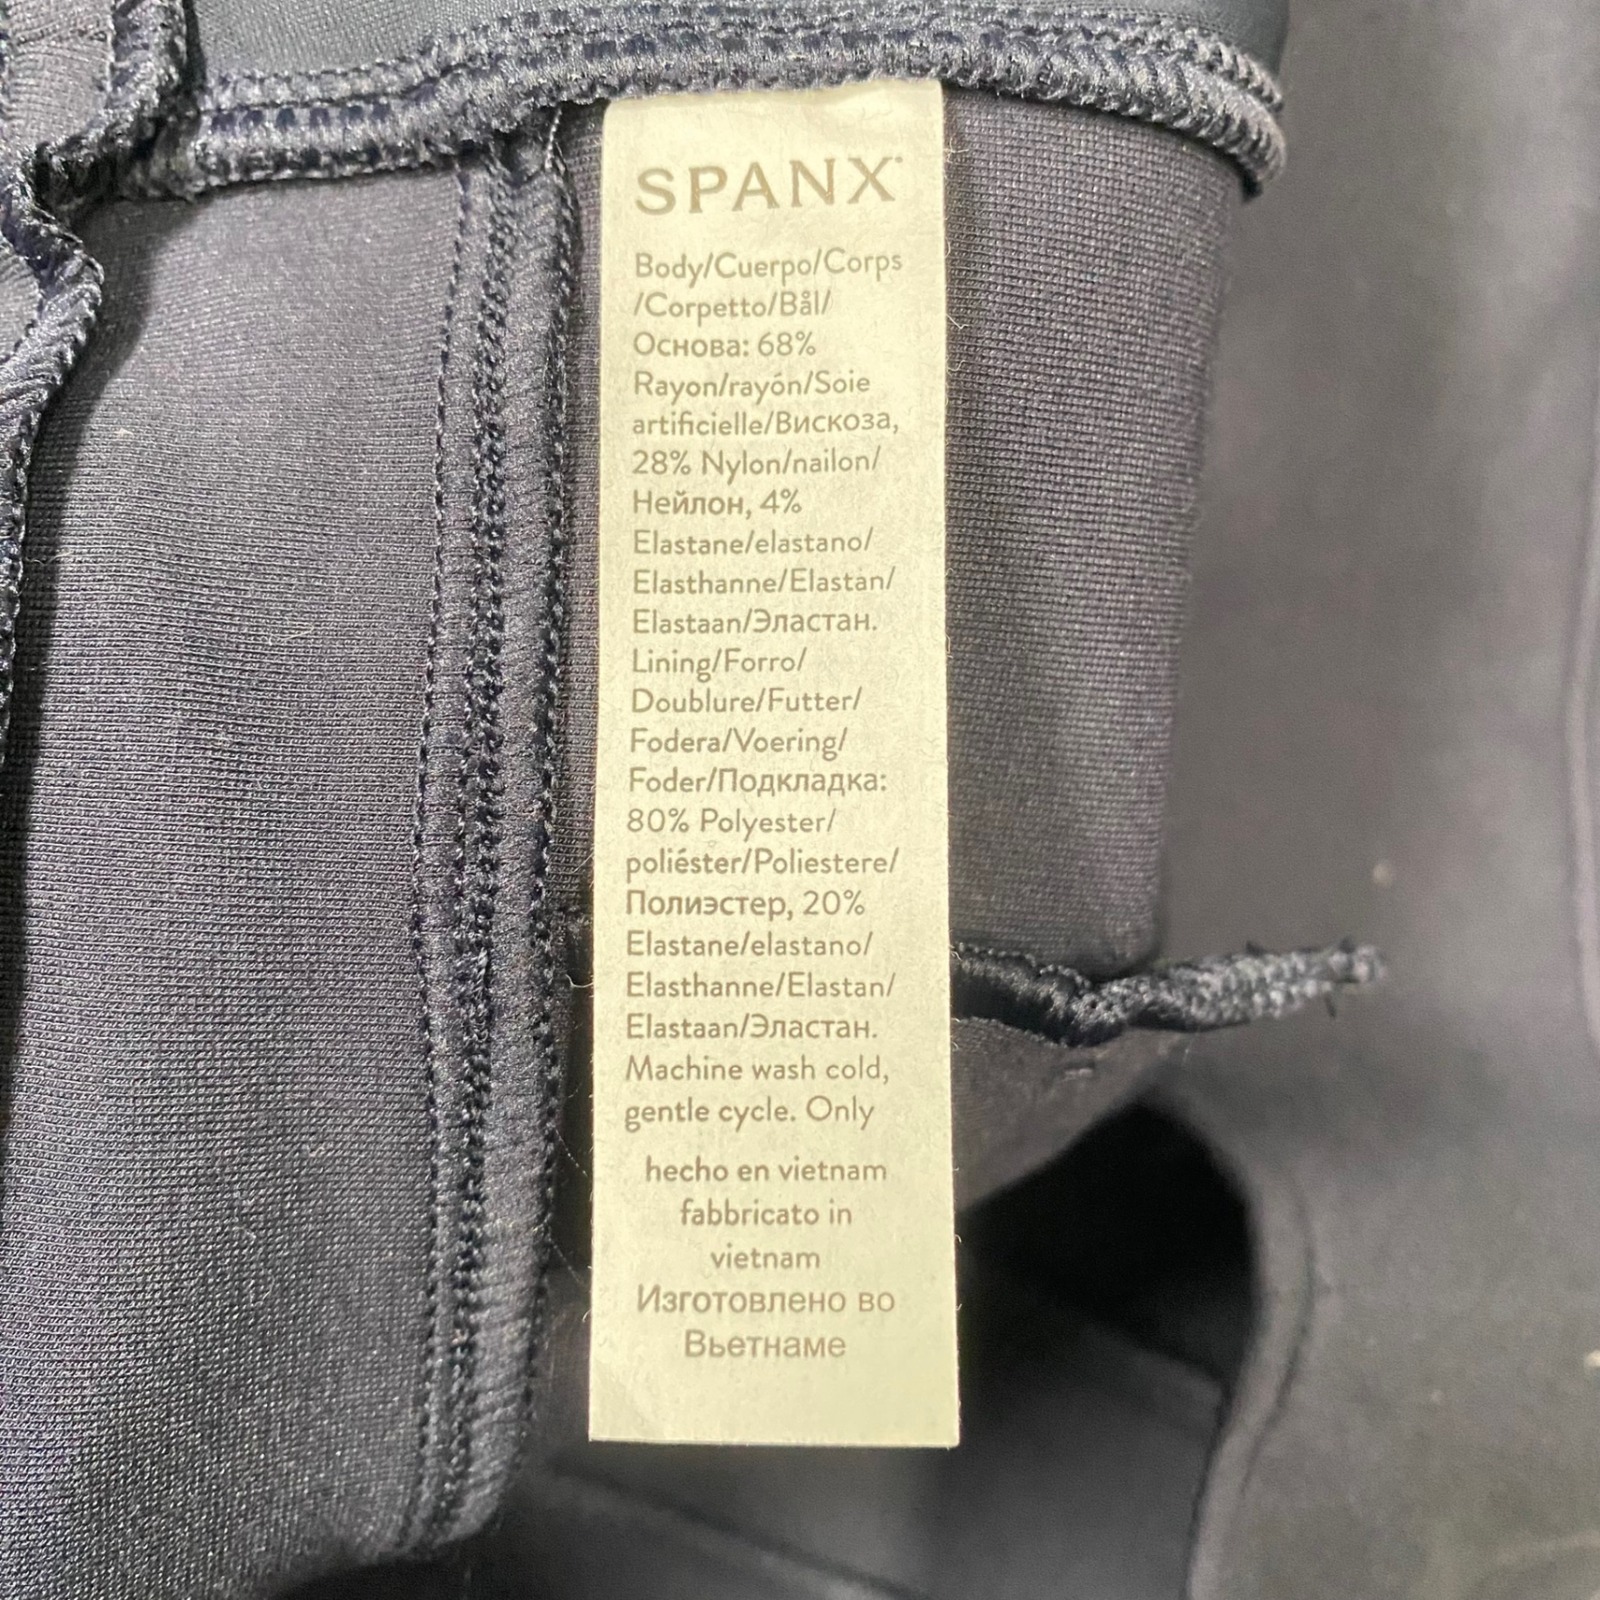 SPANX
Body/Cuerpo/Corps
/Corpetto/Bål/
Основа: 68%
Rayon/rayón/Soie
artificielle/Вискоза,
28% Nylon/nailon/
Нейлон, 4%
Elastane/elastano/
Elasthanne/Elastan/
Elastaan/Эластан.
Lining/Forro/
Doublure/Futter/
Fodera/Voering/
Foder/Подкладка:
80% Polyester/
poliéster/Poliestere/
Полиэстер, 20%
Elastane/elastano/
Elasthanne/Elastan/
Elastaan/Эластан.
Machine wash cold,
gentle cycle. Only
hecho en vietnam
fabbricato in
vietnam
Изготовлено во
Вьетнаме